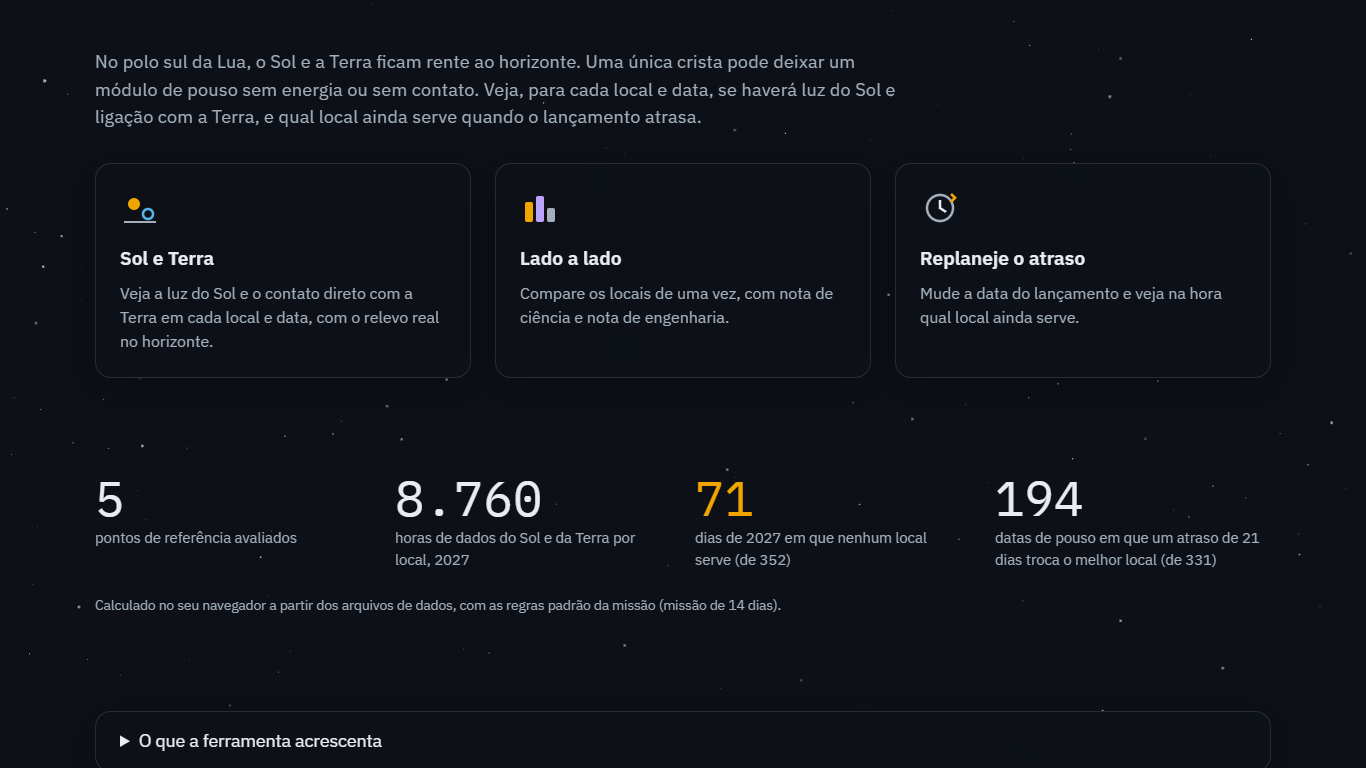 No polo sul da Lua, o Sol e a Terra ficam rente ao horizonte. Uma única crista pode deixar um
módulo de pouso sem energia ou sem contato. Veja, para cada local e data, se haverá luz do Sol e
ligação com a Terra, e qual local ainda serve quando o lançamento atrasa.
Sol e Terra
Veja a luz do Sol e o contato direto com a
Terra em cada local e data, com o relevo real
no horizonte.
Lado a lado
Compare os locais de uma vez, com nota de
ciência e nota de engenharia.
Replaneje o atraso
Mude a data do lançamento e veja na hora
qual local ainda serve.
5
pontos de referência avaliados
8.760
horas de dados do Sol e da Terra por
local, 2027
71
dias de 2027 em que nenhum local
serve (de 352)
194
datas de pouso em que um atraso de 21
dias troca o melhor local (de 331)
Calculado no seu navegador a partir dos arquivos de dados, com as regras padrão da missão (missão de 14 dias).
O que a ferramenta acrescenta